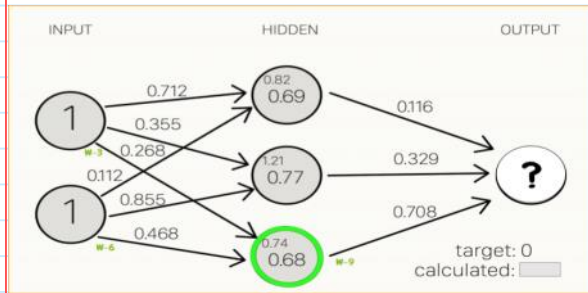 INPUT HIDDEN OUTPUT
0.82
0.712 0.69 0.116
1
0.355
W-3 0.268 1.21 0.329 ?
0.112 0.77
1 0.855 0.708
0.468 0.74
W-6 0.68 W-9 target: 0
calculated: